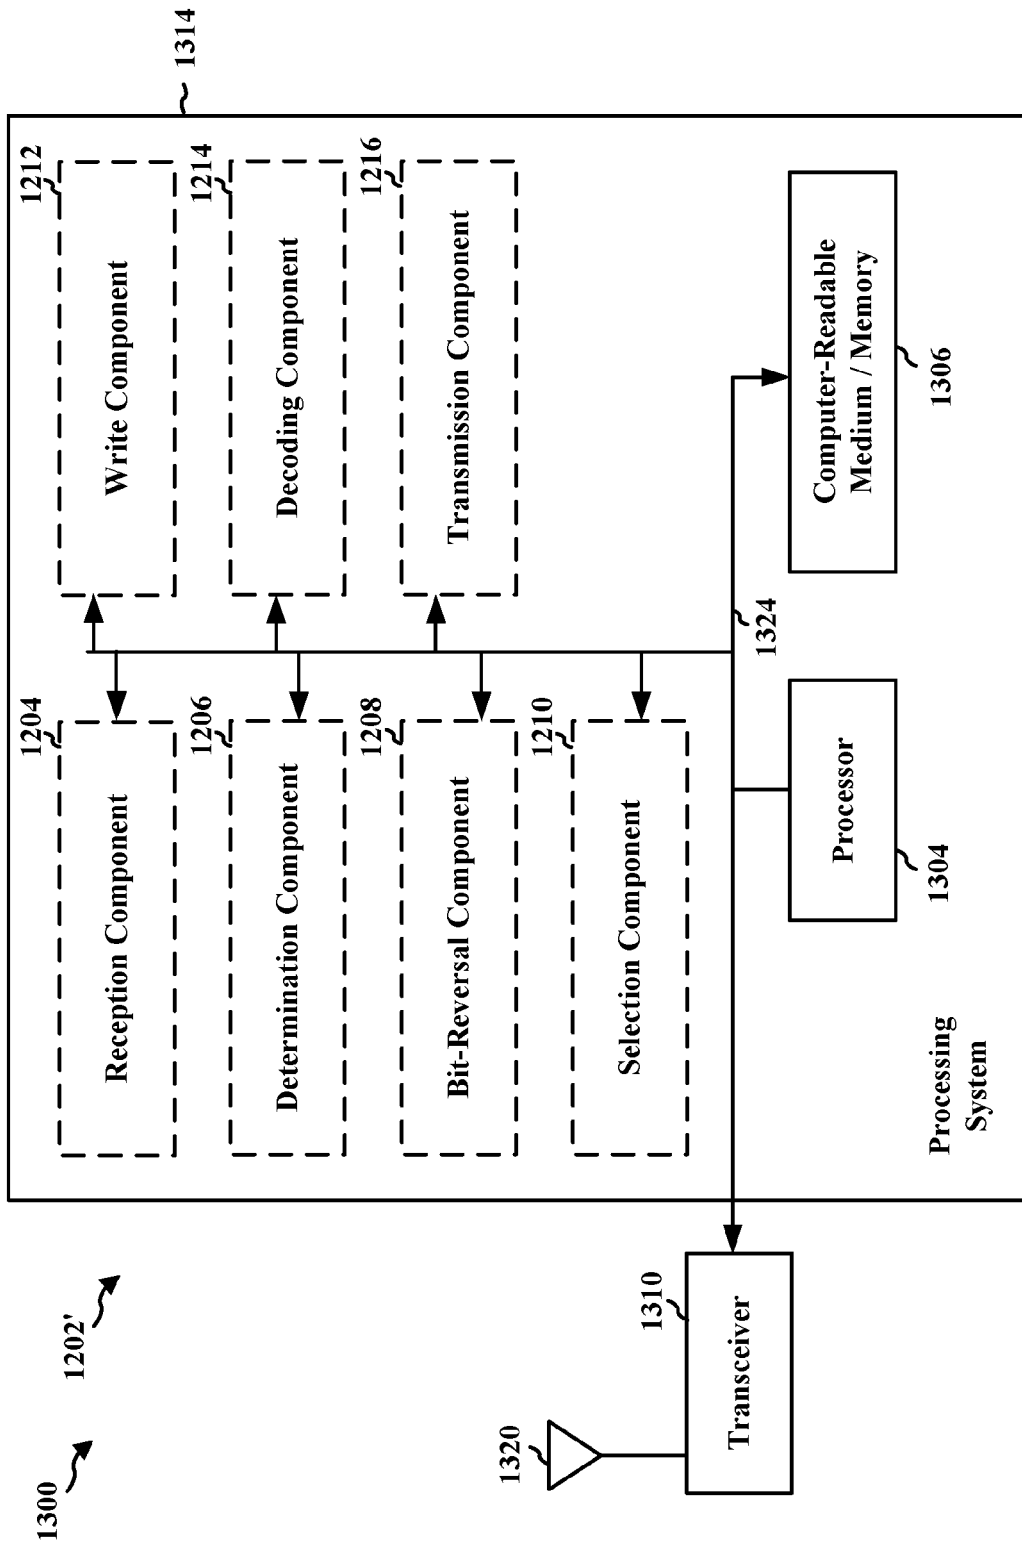 1300
1202'
1314
1204
Reception Component
1212
Write Component
1206
Determination Component
1214
Decoding Component
1208
Bit-Reversal Component
1216
Transmission Component
1210
Selection Component
1320
1310
Transceiver
1324
Processor
1304
Computer-Readable
Medium / Memory
1306
Processing
System